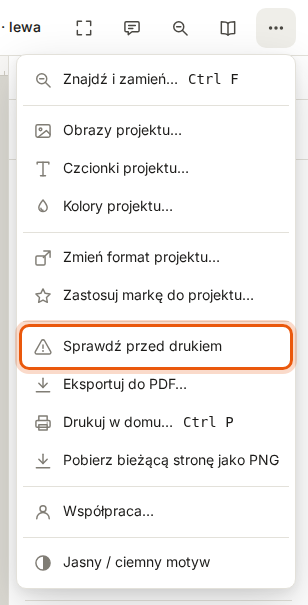 · lewa
Znajdź i zamień... Ctrl F
Obrazy projektu...
Czcionki projektu...
Kolory projektu...
Zmień format projektu...
Zastosuj markę do projektu...
Sprawdź przed drukiem
Eksportuj do PDF...
Drukuj w domu... Ctrl P
Pobierz bieżącą stronę jako PNG
Współpraca...
Jasny / ciemny motyw